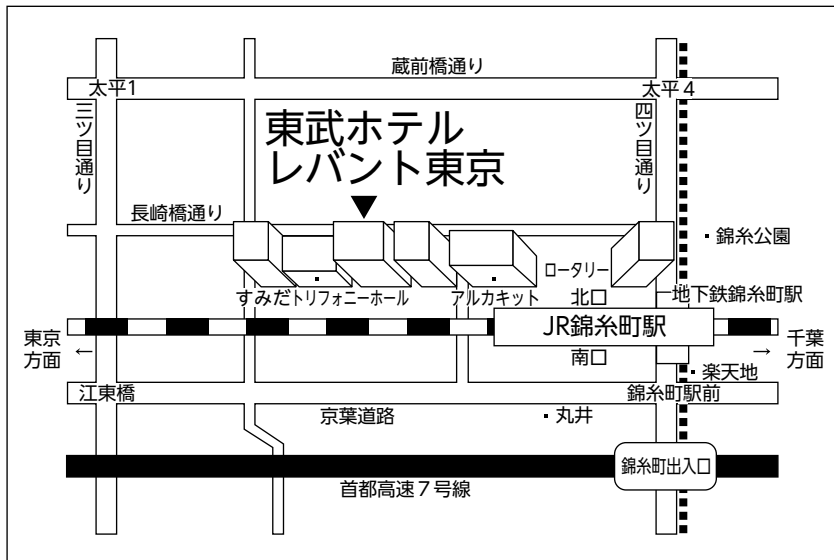 蔵前橋通り
太平1
太平4
三ツ目通り
四ツ目通り
東武ホテル
レバント東京
長崎橋通り
錦糸公園
ロータリー
すみだトリフォニーホール
アルカキット
北口
地下鉄錦糸町駅
JR錦糸町駅
東京
方面
←
千葉
方面
→
南口
楽天地
江東橋
錦糸町駅前
京葉道路
丸井
錦糸町出入口
首都高速7号線